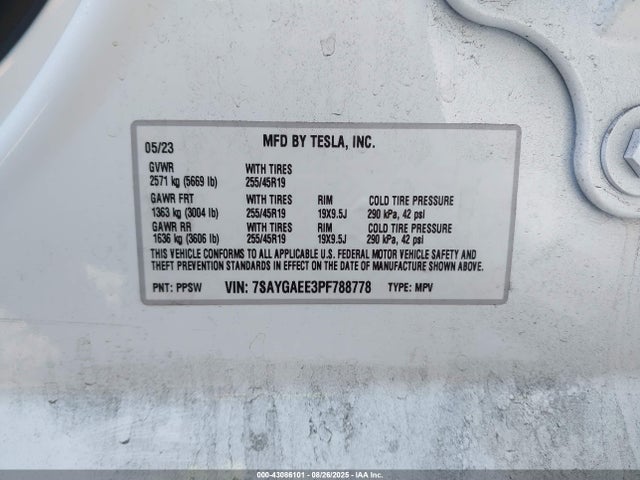 05/23 MFD BY TESLA, INC.
GVWR WITH TIRES
2571 kg (5669 lb) 255/45R19
GAWR FRT WITH TIRES RIM COLD TIRE PRESSURE
1363 kg (3004 lb) 255/45R19 19X9.5J 290 kPa, 42 psi
GAWR RR WITH TIRES RIM COLD TIRE PRESSURE
1636 kg (3606 lb) 255/45R19 19X9.5J 290 kPa, 42 psi
THIS VEHICLE CONFORMS TO ALL APPLICABLE U.S. FEDERAL MOTOR VEHICLE SAFETY AND
THEFT PREVENTION STANDARDS IN EFFECT ON THE DATE OF MANUFACTURE SHOWN ABOVE.
PNT: PPSW VIN: 7SAYGAEE3PF788778 TYPE: MPV
000-43086101 - 08/26/2025 - IAAI.COM